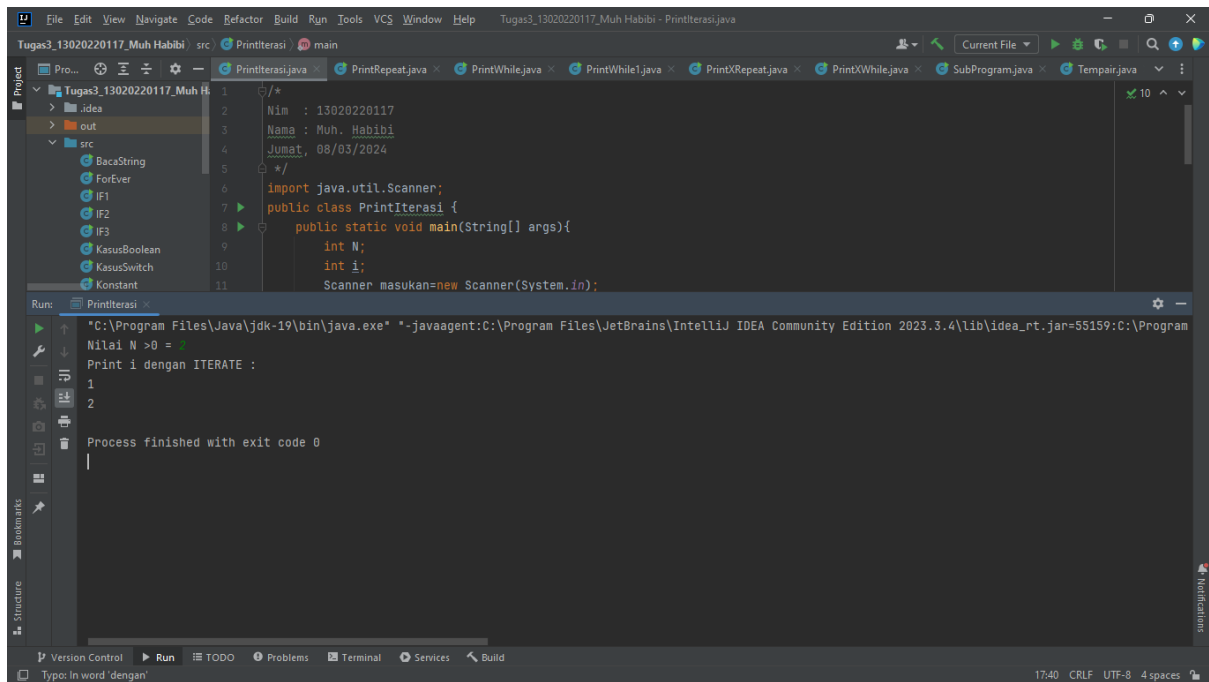 File Edit View Navigate Code Refactor Build Run Tools VCS Window Help Tugas3_13020220117_Muh Habibi - PrintIterasi.java
Tugas3_13020220117_Muh Habibi src PrintIterasi main Current File
Project
Pro... PrintIterasi.java PrintRepeat.java PrintWhile.java PrintWhile1.java PrintXRepeat.java PrintXWhile.java SubProgram.java Tempair.java
Tugas3_13020220117_Muh H
.idea
out
src
BacaString
ForEver
IF1
IF2
IF3
KasusBoolean
KasusSwitch
Konstant
10
1 /*
2 Nim : 13020220117
3 Nama : Muh. Habibi
4 Jumat, 08/03/2024
5 */
6 import java.util.Scanner;
7 public class PrintIterasi {
8 public static void main(String[] args){
9 int N;
10 int i;
11 Scanner masukan=new Scanner(System.in);
Run: PrintIterasi
"C:\Program Files\Java\jdk-19\bin\java.exe" "-javaagent:C:\Program Files\JetBrains\IntelliJ IDEA Community Edition 2023.3.4\lib\idea_rt.jar=55159:C:\Program
Nilai N >0 = 2
Print i dengan ITERATE :
1
2
Process finished with exit code 0
Bookmarks
Structure
Notifications
Version Control Run TODO Problems Terminal Services Build
Typo: In word 'dengan' 17:40 CRLF UTF-8 4 spaces